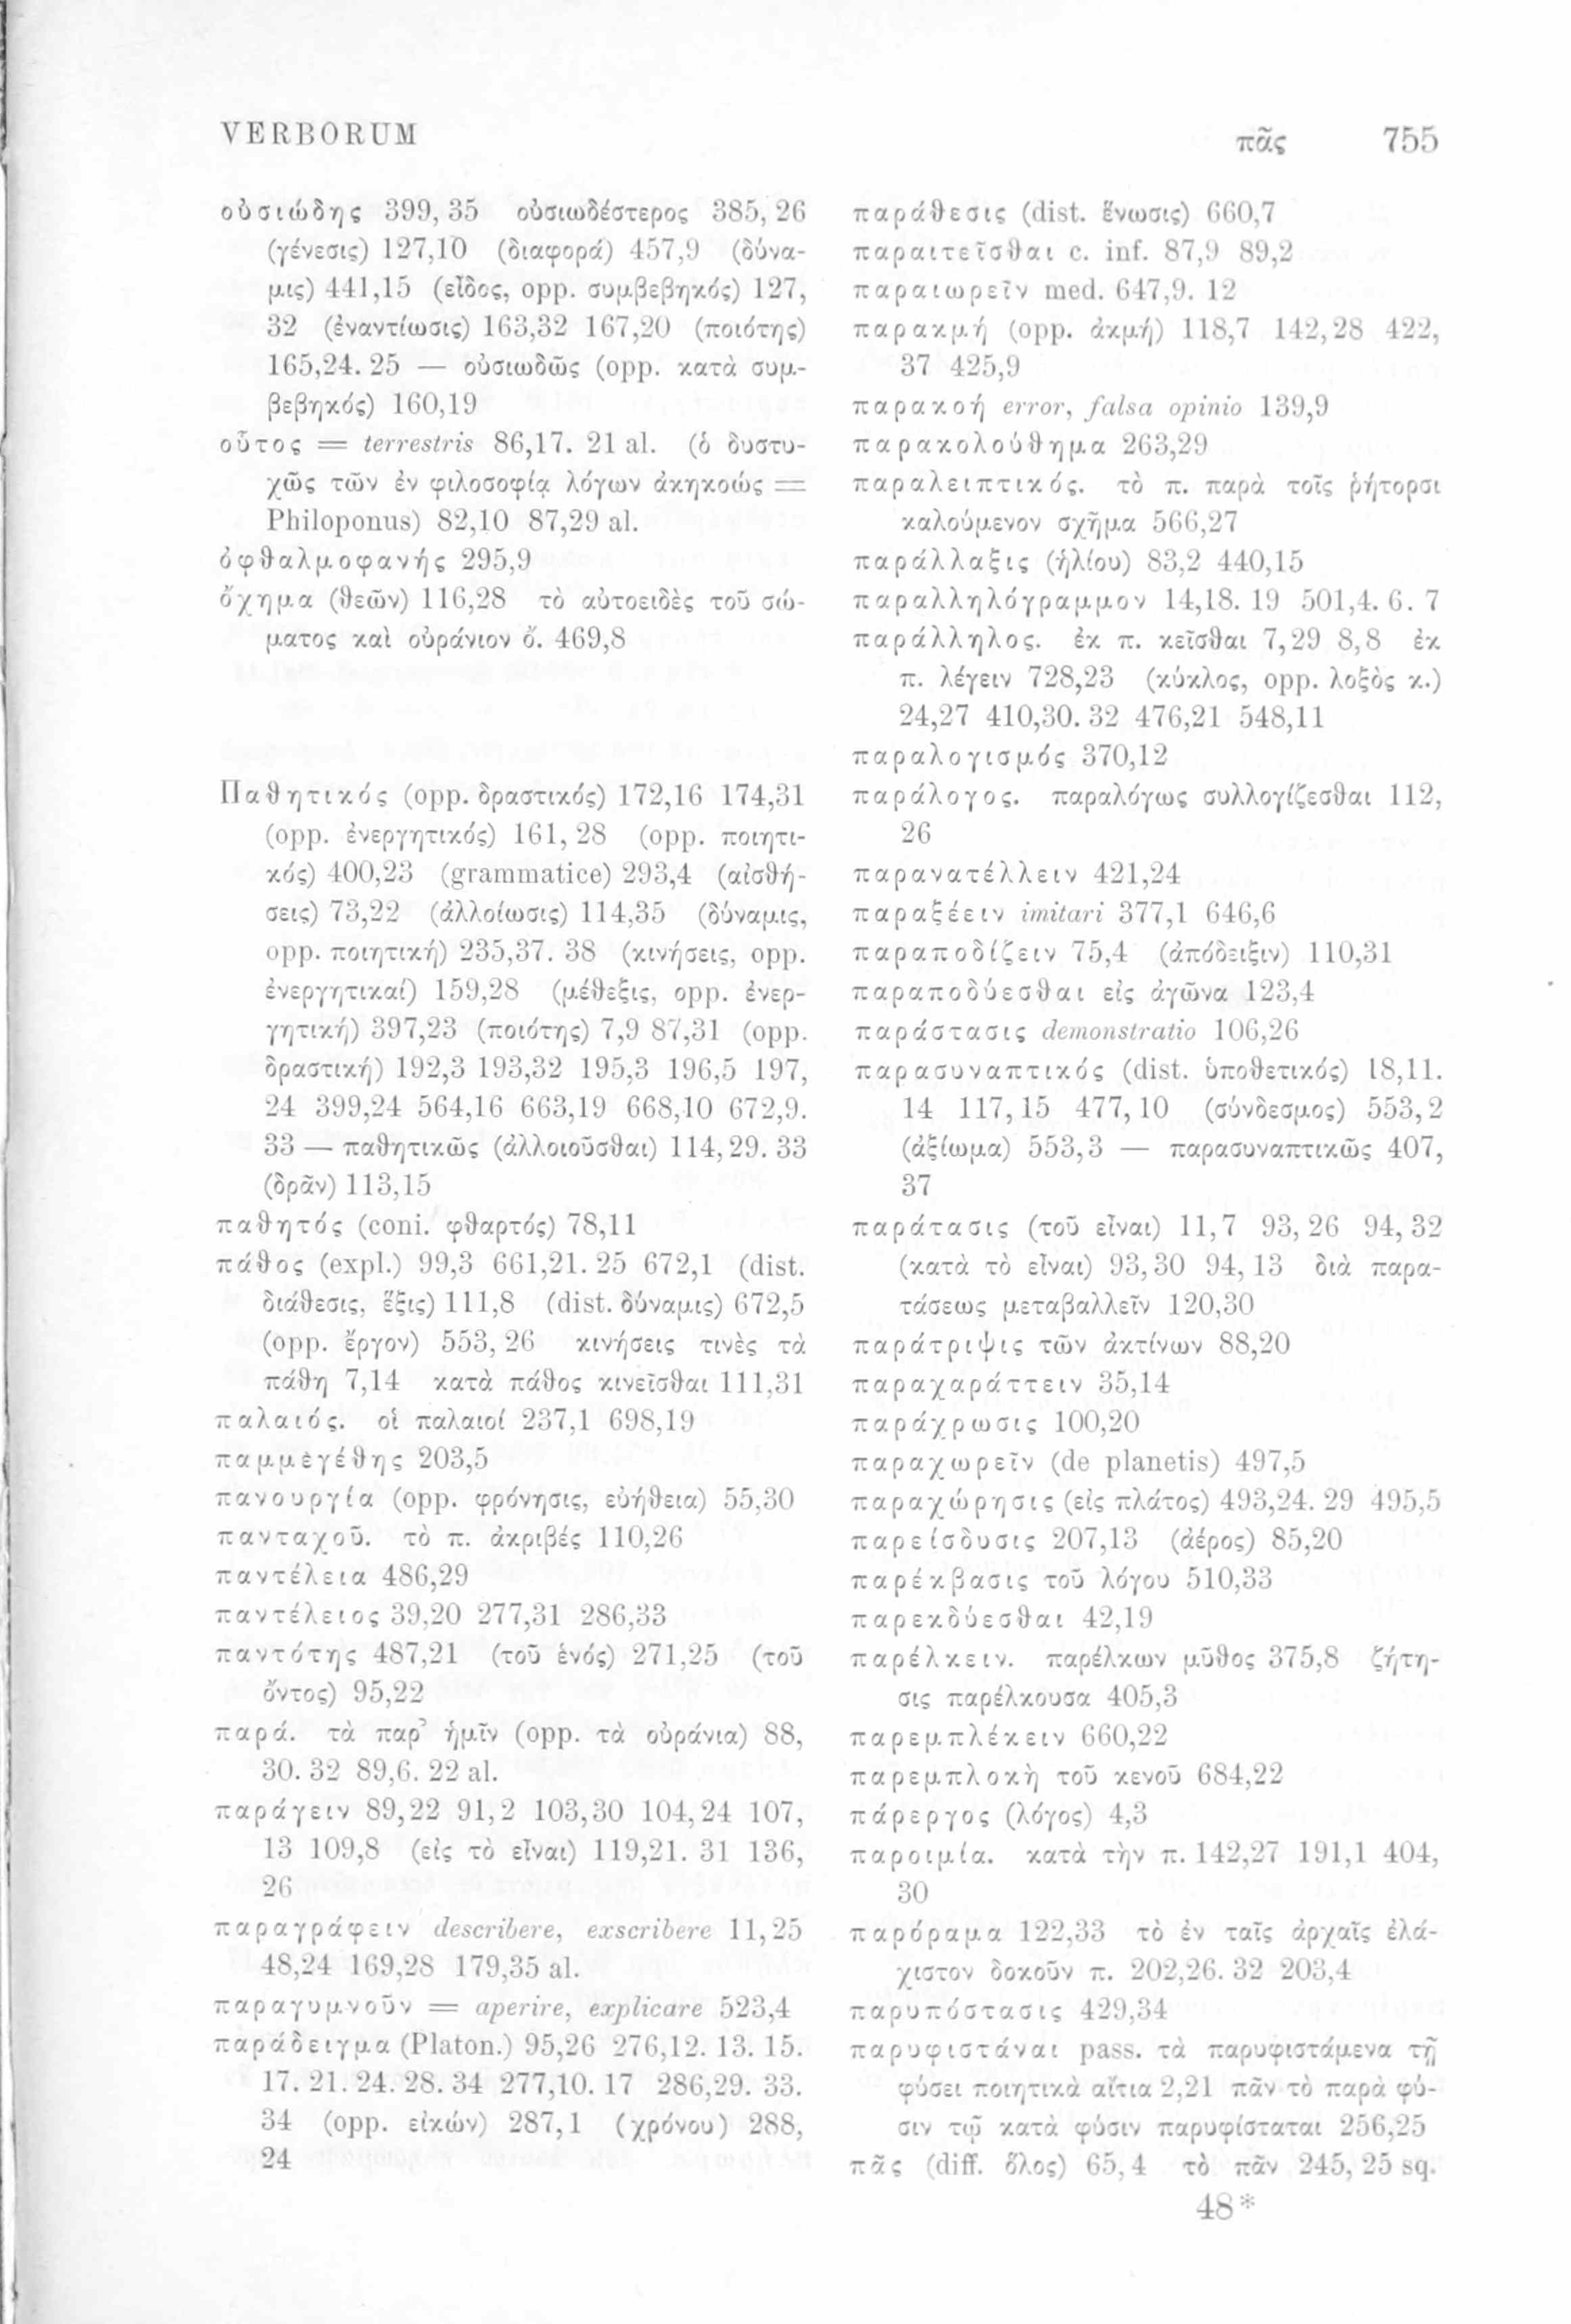 VERBORUM
πᾶς 755
οὐσιώδης 399, 35 οὐσιωδέστερος 385, 26
(γένεσις) 127,10 (διαφορά) 457,9 (δύνα-
μις) 441,15 (εἶδος, opp. συμβεβηκός) 127,
32 (ἐναντίωσις) 163,32 167,20 (ποιότης)
165,24. 25 — οὐσιωδῶς (opp. κατὰ συμ-
βεβηκός) 160,19
οὗτος = terrestris 86,17. 21 al. (ὁ δυστυ-
χῶς τῶν ἐν φιλοσοφίᾳ λόγων ἀκηκοώς =
Philoponus) 82,10 87,29 al.
ὀφθαλμοφανής 295,9
ὄχημα (θεῶν) 116,28 τὸ αὐτοειδὲς τοῦ σώ-
ματος καὶ οὐράνιον ὄ. 469,8
Παθητικός (opp. δραστικός) 172,16 174,31
(opp. ἐνεργητικός) 161, 28 (opp. ποιητι-
κός) 400,23 (grammatice) 293,4 (αἰσθή-
σεις) 73,22 (ἀλλοίωσις) 114,35 (δύναμις,
opp. ποιητική) 235,37. 38 (κινήσεις, opp.
ἐνεργητικαί) 159,28 (μέθεξις, opp. ἐνερ-
γητική) 397,23 (ποιότης) 7,9 87,31 (opp.
δραστική) 192,3 193,32 195,3 196,5 197,
24 399,24 564,16 663,19 668,10 672,9.
33 — παθητικῶς (ἀλλοιοῦσθαι) 114, 29. 33
(δρᾶν) 113,15
παθητός (coni. φθαρτός) 78,11
πάθος (expl.) 99,3 661,21. 25 672,1 (dist.
διάθεσις, ἕξις) 111,8 (dist. δύναμις) 672,5
(opp. ἔργον) 553, 26 κινήσεις τινὲς τὰ
πάθη 7,14 κατὰ πάθος κινεῖσθαι 111,31
παλαιός. οἱ παλαιοί 237,1 698,19
παμμεγέθης 203,5
πανουργία (opp. φρόνησις, εὐήθεια) 55,30
πανταχοῦ. τὸ π. ἀκριβές 110,26
παντέλεια 486,29
παντέλειος 39,20 277,31 286,33
παντότης 487,21 (τοῦ ἑνός) 271,25 (τοῦ
ὄντος) 95,22
παρά. τὰ παρ’ ἡμῖν (opp. τὰ οὐράνια) 88,
30. 32 89,6. 22 al.
παράγειν 89,22 91,2 103,30 104,24 107,
13 109,8 (εἰς τὸ εἶναι) 119,21. 31 136,
26
παραγράφειν describere, exscribere 11,25
48,24 169,28 179,35 al.
παραγυμνοῦν = aperire, explicare 523,4
παράδειγμα (Platon.) 95,26 276,12. 13. 15.
17. 21. 24. 28. 34 277,10. 17 286,29. 33.
34 (opp. εἰκών) 287,1 (χρόνου) 288,
24
παράθεσις (dist. ἕνωσις) 660,7
παραιτεῖσθαι c. inf. 87,9 89,2
παραιωρεῖν med. 647,9. 12
παρακμή (opp. ἀκμή) 118,7 142,28 422,
37 425,9
παρακοή error, falsa opinio 139,9
παρακολούθημα 263,29
παραλειπτικός. τὸ π. παρὰ τοῖς ῥήτορσι
καλούμενον σχῆμα 566,27
παράλλαξις (ἡλίου) 83,2 440,15
παραλληλόγραμμον 14,18. 19 501,4. 6. 7
παράλληλος. ἐκ π. κεῖσθαι 7,29 8,8 ἐκ
π. λέγειν 728,23 (κύκλος, opp. λοξὸς κ.)
24,27 410,30. 32 476,21 548,11
παραλογισμός 370,12
παράλογος. παραλόγως συλλογίζεσθαι 112,
26
παρανατέλλειν 421,24
παραξέειν imitari 377,1 646,6
παραποδίζειν 75,4 (ἀπόδειξιν) 110,31
παραποδύεσθαι εἰς ἀγῶνα 123,4
παράστασις demonstratio 106,26
παρασυναπτικός (dist. ὑποθετικός) 18,11.
14 117, 15 477, 10 (σύνδεσμος) 553, 2
(ἀξίωμα) 553,3 — παρασυναπτικῶς 407,
37
παράτασις (τοῦ εἶναι) 11, 7 93, 26 94, 32
(κατὰ τὸ εἶναι) 93,30 94, 13 διὰ παρα-
τάσεως μεταβαλλεῖν 120,30
παράτριψις τῶν ἀκτίνων 88,20
παραχαράττειν 35,14
παράχρωσις 100,20
παραχωρεῖν (de planetis) 497,5
παραχώρησις (εἰς πλάτος) 493,24. 29 495,5
παρείσδυσις 207,13 (ἀέρος) 85,20
παρέκβασις τοῦ λόγου 510,33
παρεκδύεσθαι 42,19
παρέλκειν. παρέλκων μῦθος 375,8 ζήτη-
σις παρέλκουσα 405,3
παρεμπλέκειν 660,22
παρεμπλοκὴ τοῦ κενοῦ 684,22
πάρεργος (λόγος) 4,3
παροιμία. κατὰ τὴν π. 142,27 191,1 404,
30
παρόραμα 122,33 τὸ ἐν ταῖς ἀρχαῖς ἐλά-
χιστον δοκοῦν π. 202,26. 32 203,4
παρυπόστασις 429,34
παρυφιστάναι pass. τὰ παρυφιστάμενα τῇ
φύσει ποιητικὰ αἴτια 2,21 πᾶν τὸ παρὰ φύ-
σιν τῷ κατὰ φύσιν παρυφίσταται 256,25
πᾶς (diff. ὅλος) 65, 4 τὸ πᾶν 245, 25 sq.
48*